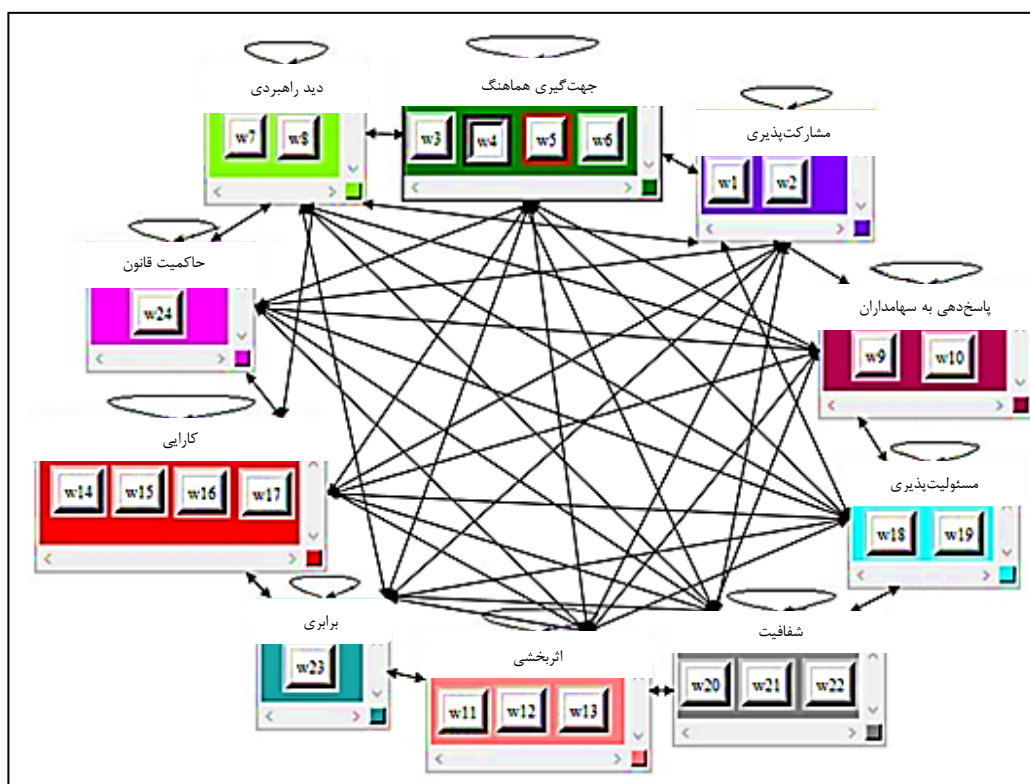 دید راهبردی
w7 w8
جهت‌گیری هماهنگ
w3 w4 w5 w6
مشارکت‌پذیری
w1 w2
حاکمیت قانون
w24
پاسخ‌دهی به سهامداران
w9 w10
کارایی
w14 w15 w16 w17
مسئولیت‌پذیری
w18 w19
برابری
w23
اثربخشی
w11 w12 w13
شفافیت
w20 w21 w22